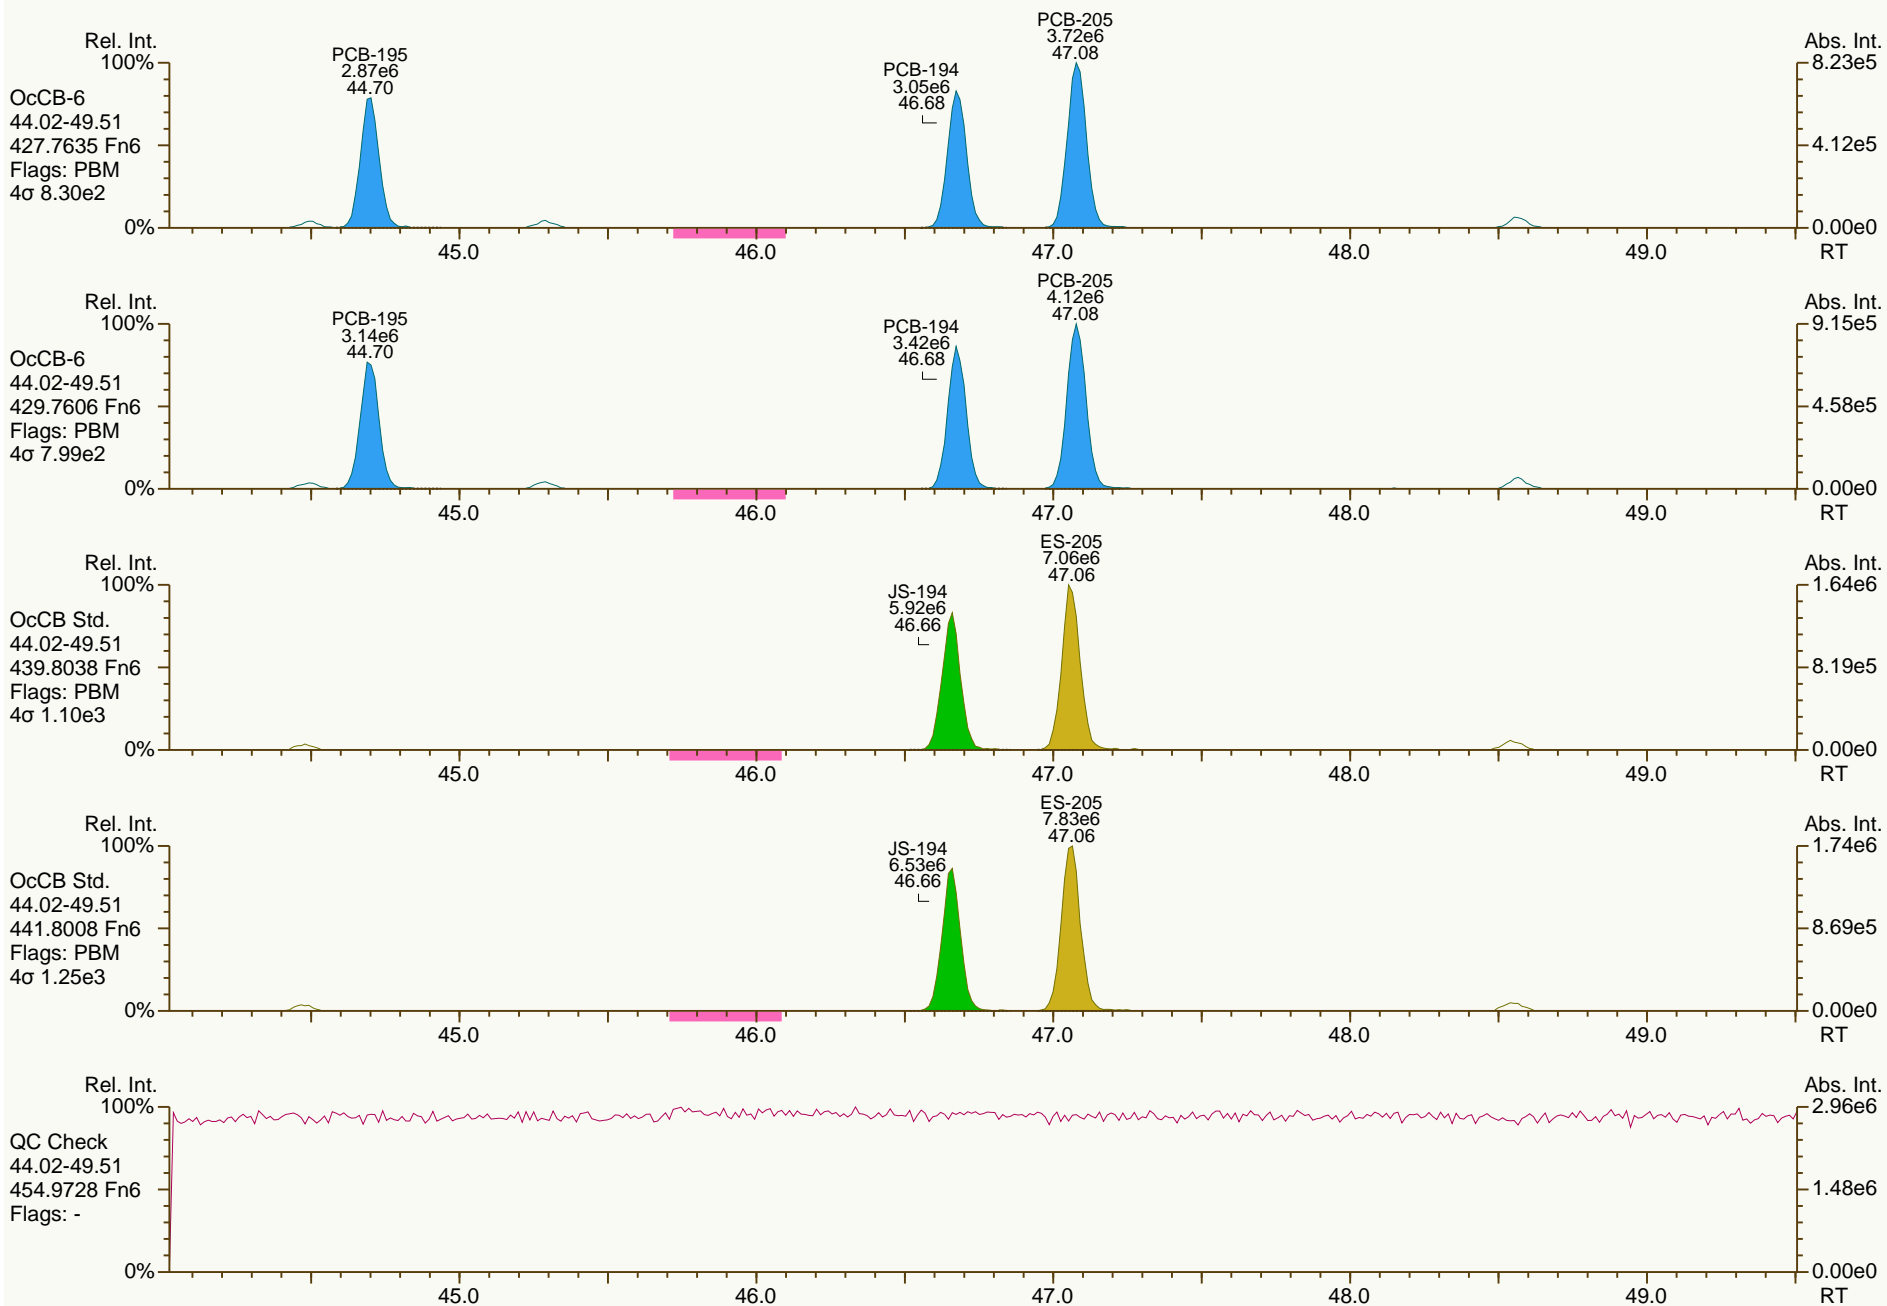 Rel. Int.
100%
0%
OcCB-6
44.02-49.51
427.7635 Fn6
Flags: PBM
4σ 8.30e2
PCB-195
2.87e6
44.70
PCB-194
3.05e6
46.68
PCB-205
3.72e6
47.08
Abs. Int.
8.23e5
4.12e5
0.00e0
45.0
46.0
47.0
48.0
49.0
RT
Rel. Int.
100%
0%
OcCB-6
44.02-49.51
429.7606 Fn6
Flags: PBM
4σ 7.99e2
PCB-195
3.14e6
44.70
PCB-194
3.42e6
46.68
PCB-205
4.12e6
47.08
Abs. Int.
9.15e5
4.58e5
0.00e0
45.0
46.0
47.0
48.0
49.0
RT
Rel. Int.
100%
0%
OcCB Std.
44.02-49.51
439.8038 Fn6
Flags: PBM
4σ 1.10e3
JS-194
5.92e6
46.66
ES-205
7.06e6
47.06
Abs. Int.
1.64e6
8.19e5
0.00e0
45.0
46.0
47.0
48.0
49.0
RT
Rel. Int.
100%
0%
OcCB Std.
44.02-49.51
441.8008 Fn6
Flags: PBM
4σ 1.25e3
JS-194
6.53e6
46.66
ES-205
7.83e6
47.06
Abs. Int.
1.74e6
8.69e5
0.00e0
45.0
46.0
47.0
48.0
49.0
RT
Rel. Int.
100%
0%
QC Check
44.02-49.51
454.9728 Fn6
Flags: -
Abs. Int.
2.96e6
1.48e6
0.00e0
45.0
46.0
47.0
48.0
49.0
RT